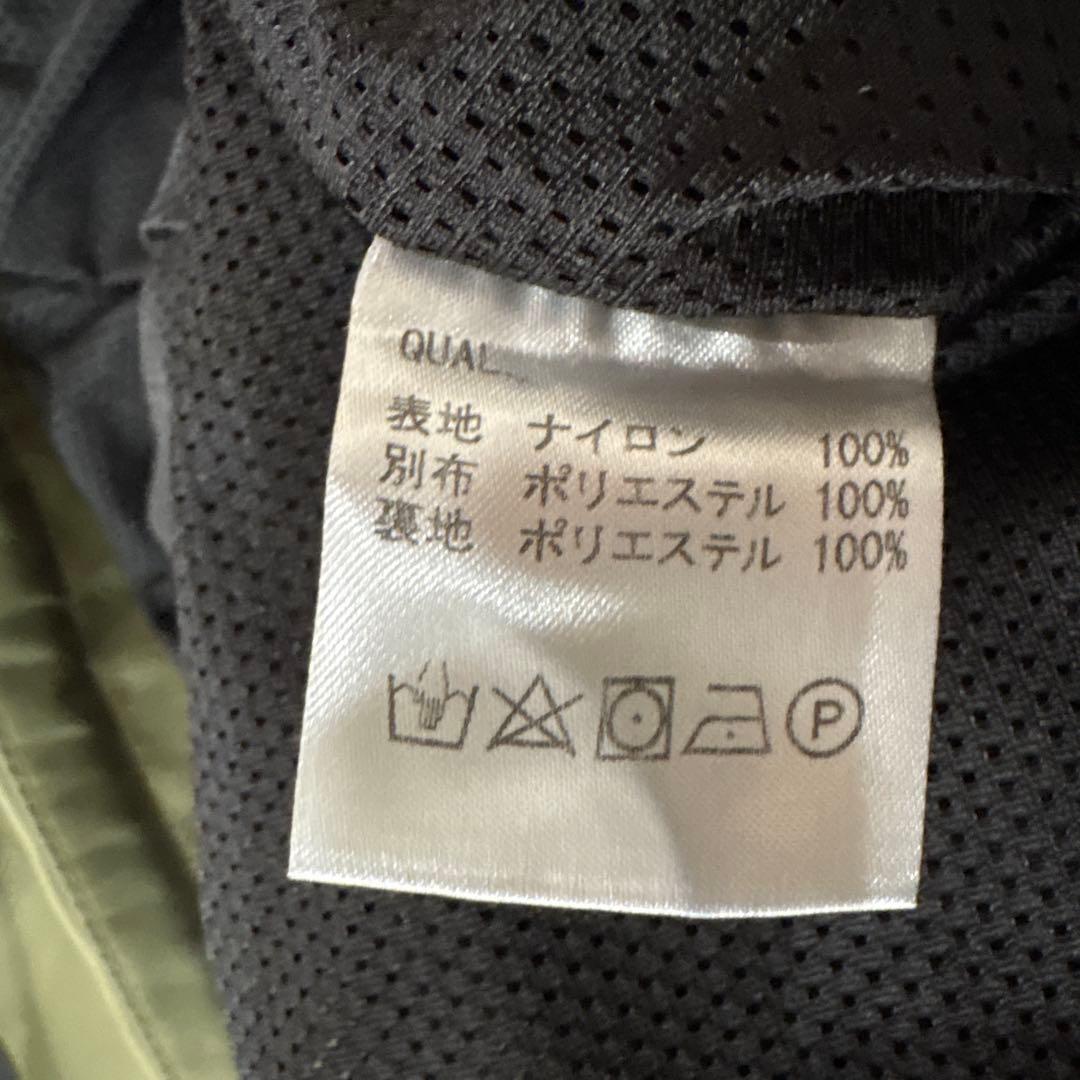 QUAL
表地 ナイロン 100%
別布 ポリエステル 100%
裏地 ポリエステル 100%
P